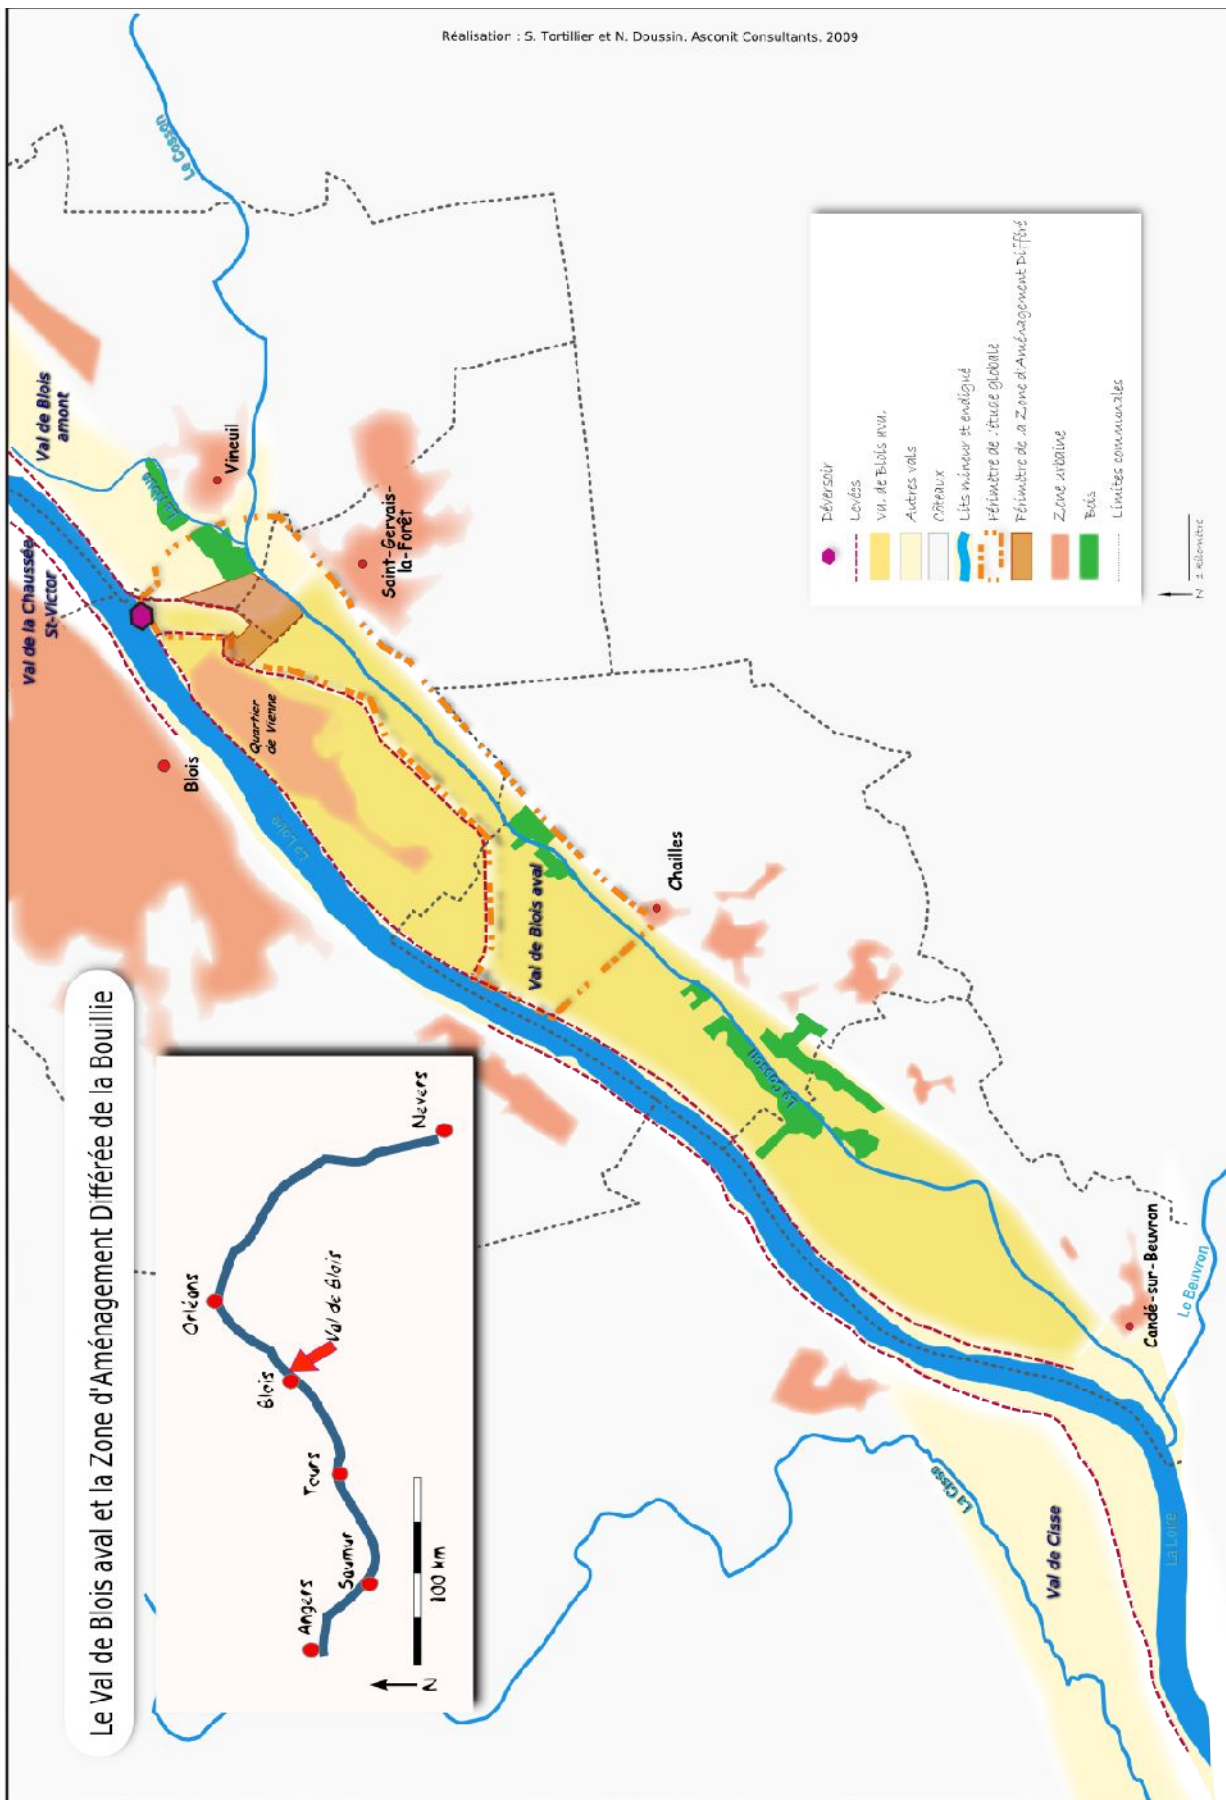 Réalisation : S. Tortillier et N. Doussin. Asconit Consultants. 2009
Le Val de Blois aval et la Zone d'Aménagement Différée de la Bouillie
Angers
Saumur
Tours
Blois
Orléans
Val de Blois
Nevers
100 km
N
Val de la Chaussée
St-Victor
Val de Blois
amont
Le Cosson
La Noue
Vineuil
Saint-Gervais-
la-Forêt
Blois
Quartier
de Vienne
La Loire
Val de Blois aval
Chailles
Le Cosson
Candé-sur-Beuvron
Le Beuvron
La Cisse
Val de Cisse
La Loire
Déversoir
Levées
Val de Blois aval
Autres vals
Côteaux
Lits mineur et endigué
Périmètre de l'étude globale
Périmètre de la Zone d'Aménagement Différé
Zone urbaine
Bois
Limites communales
N
1 kilomètre